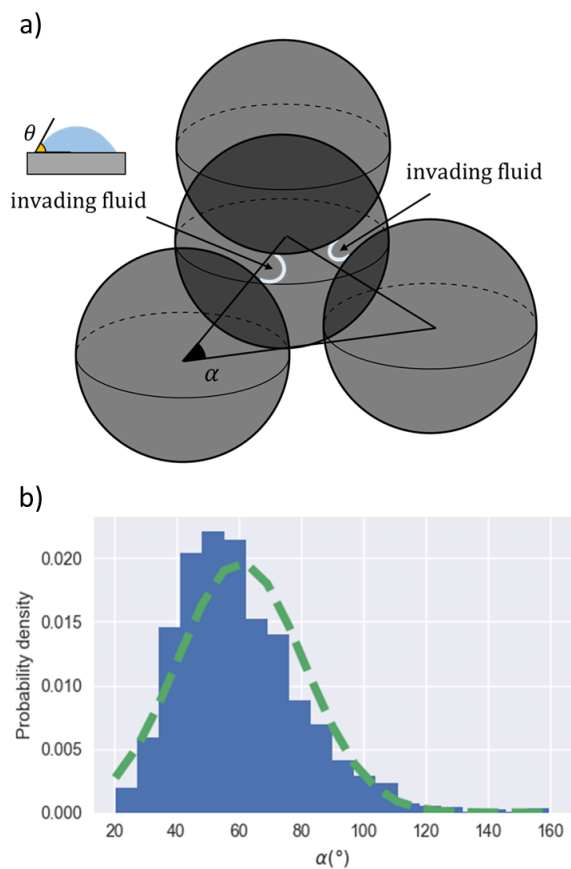 a)
θ
invading fluid
invading fluid
α
b)
Probability density
0.020
0.015
0.010
0.005
0.000
20 40 60 80 100 120 140 160
α(°)